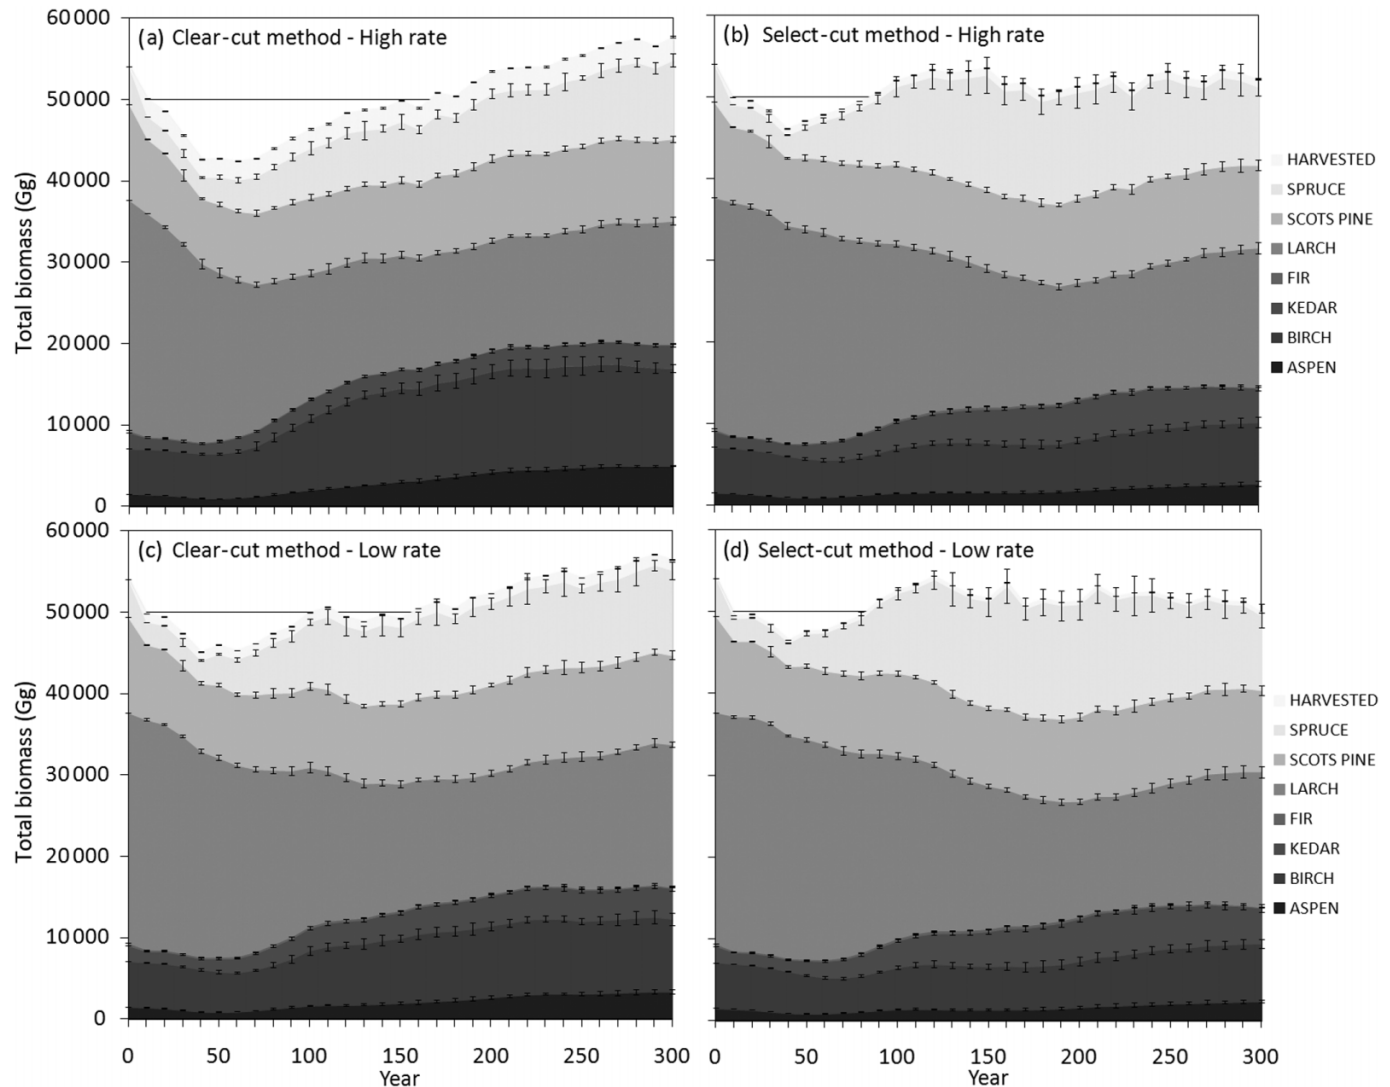 (a) Clear-cut method - High rate
(b) Select-cut method - High rate
Total biomass (Gg)
60 000
50 000
40 000
30 000
20 000
10 000
0
HARVESTED
SPRUCE
SCOTS PINE
LARCH
FIR
KEDAR
BIRCH
ASPEN
(c) Clear-cut method - Low rate
(d) Select-cut method - Low rate
Total biomass (Gg)
60 000
50 000
40 000
30 000
20 000
10 000
0
HARVESTED
SPRUCE
SCOTS PINE
LARCH
FIR
KEDAR
BIRCH
ASPEN
0 50 100 150 200 250 300
Year
0 50 100 150 200 250 300
Year